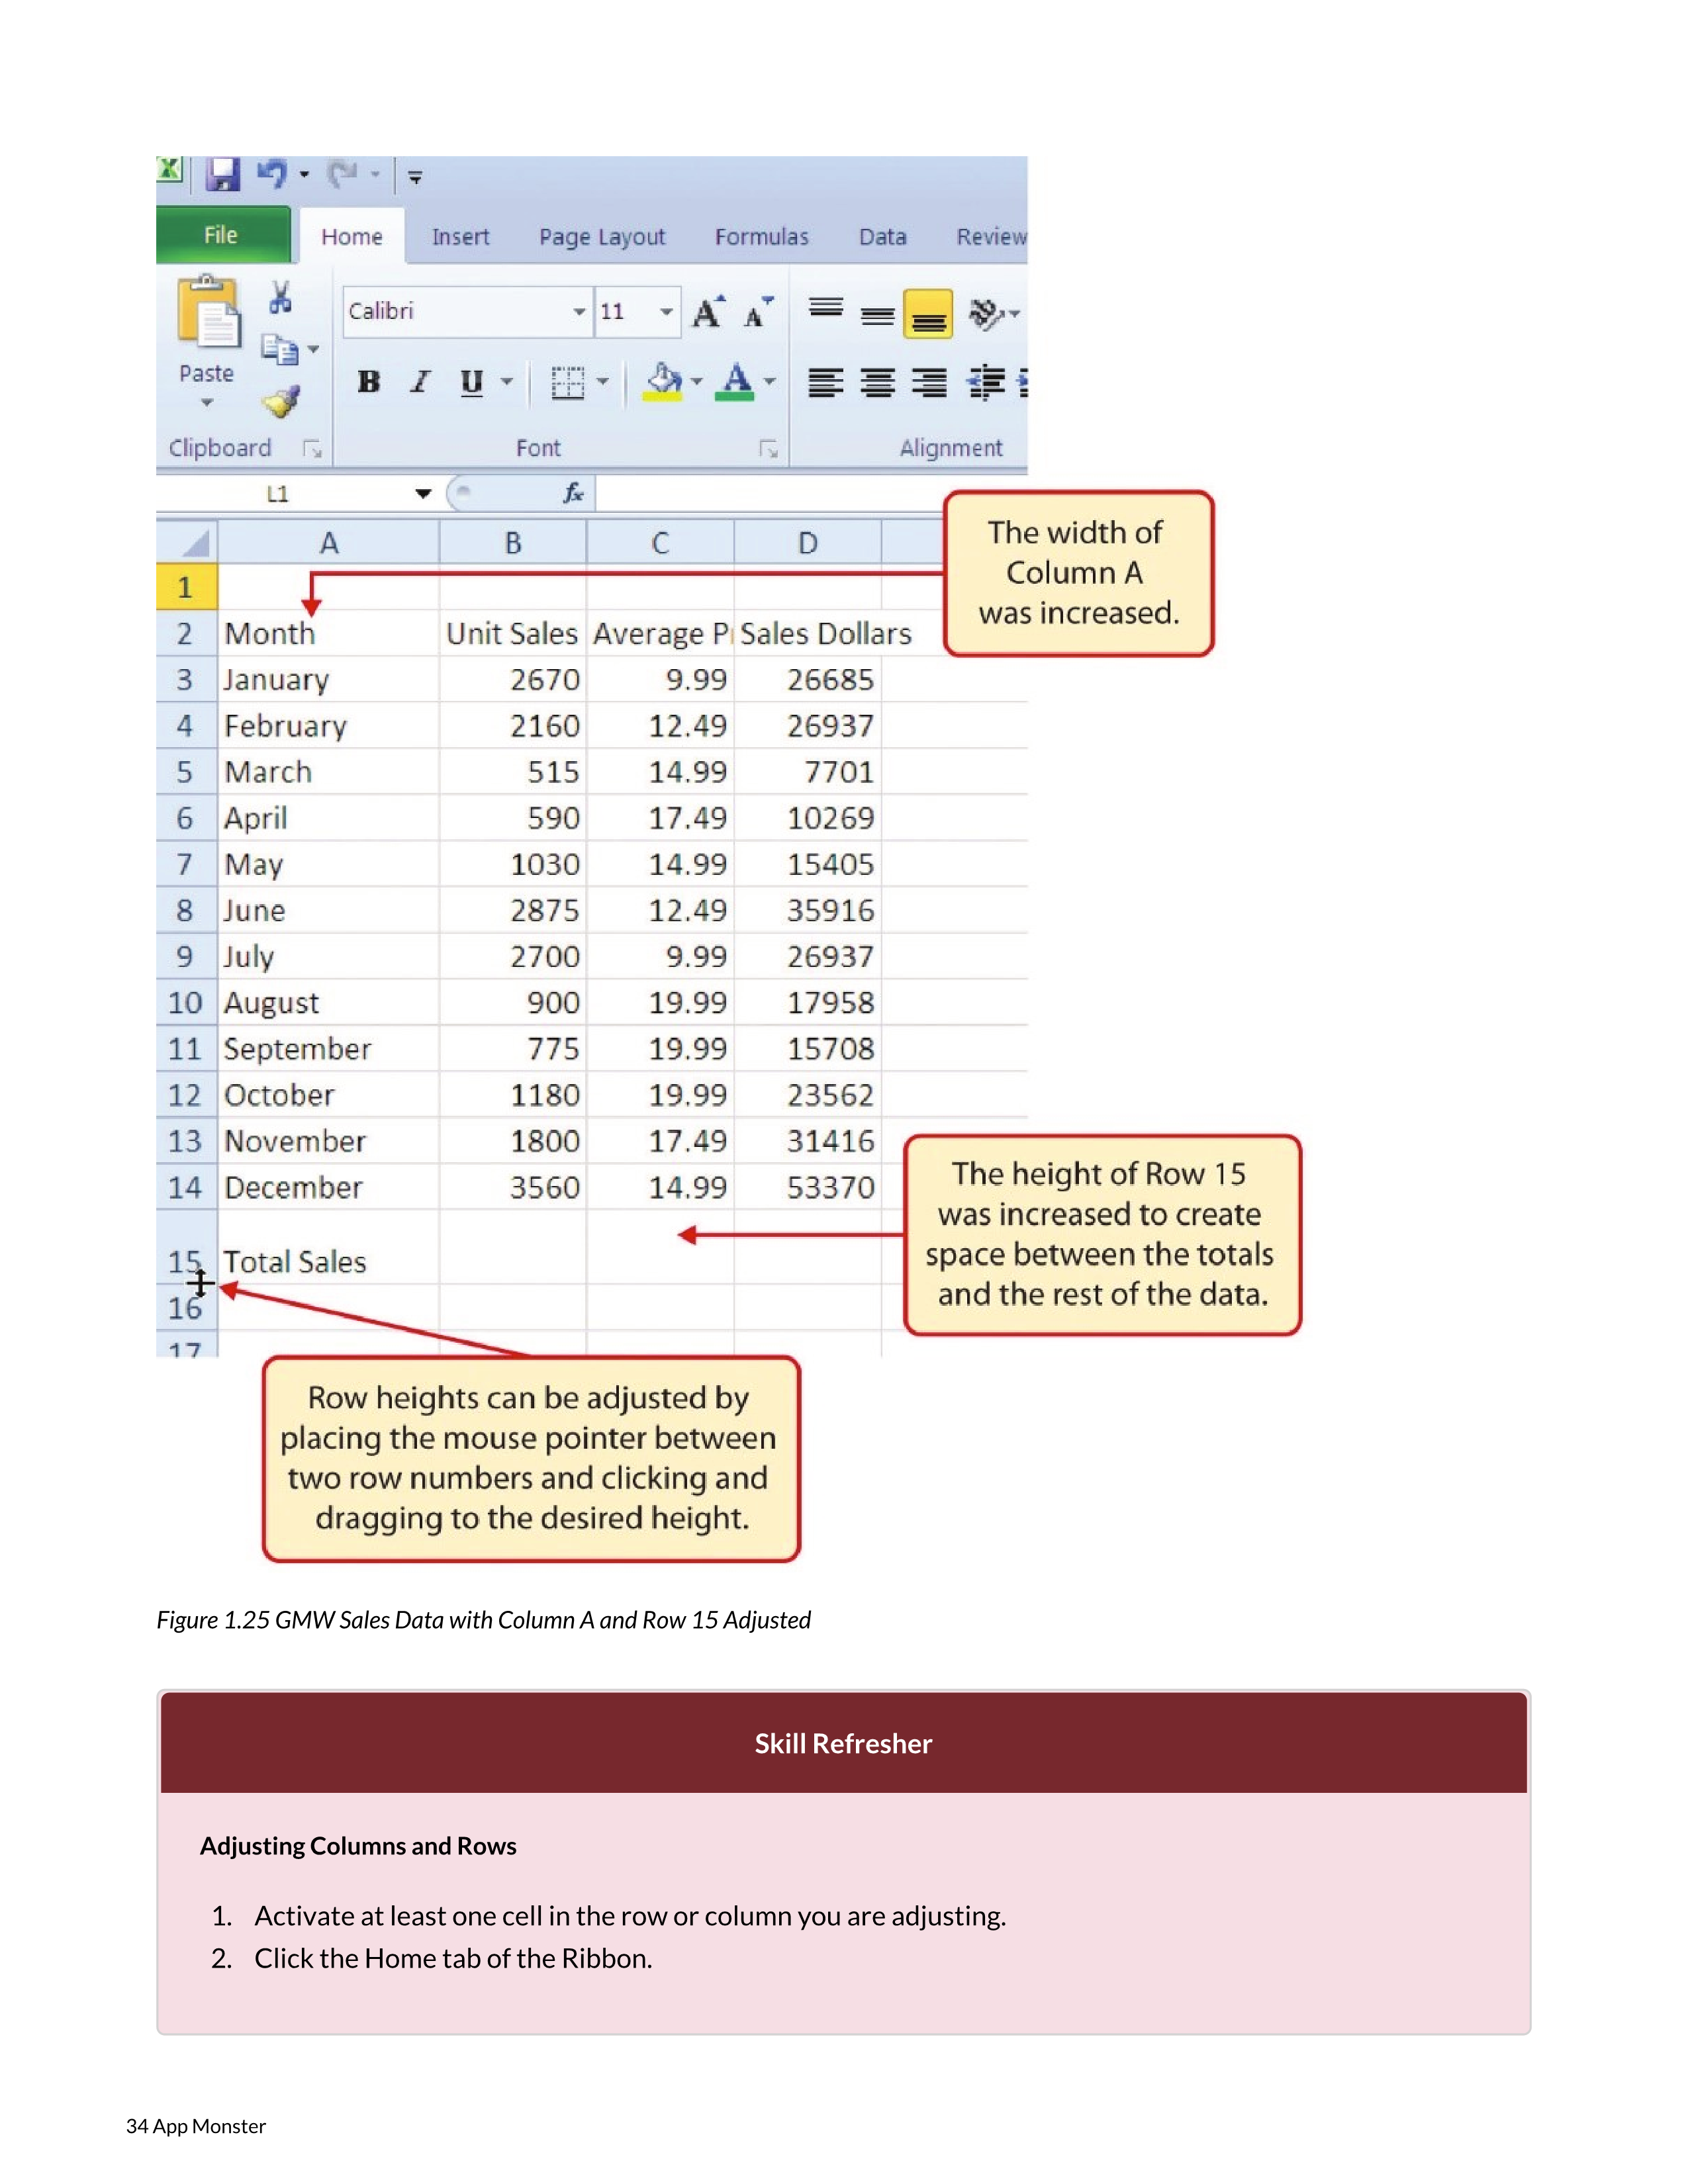 File Home Insert Page Layout Formulas Data Review
Calibri 11
Paste
B I U A
Clipboard Font Alignment
L1 fx
A B C D
1
2 Month Unit Sales Average Sales Dollars
3 January 2670 9.99 26685
4 February 2160 12.49 26937
5 March 515 14.99 7701
6 April 590 17.49 10269
7 May 1030 14.99 15405
8 June 2875 12.49 35916
9 July 2700 9.99 26937
10 August 900 19.99 17958
11 September 775 19.99 15708
12 October 1180 19.99 23562
13 November 1800 17.49 31416
14 December 3560 14.99 53370
15 Total Sales
16
17
The width of
Column A
was increased.
The height of Row 15
was increased to create
space between the totals
and the rest of the data.
Row heights can be adjusted by
placing the mouse pointer between
two row numbers and clicking and
dragging to the desired height.
Figure 1.25 GMW Sales Data with Column A and Row 15 Adjusted
Skill Refresher
Adjusting Columns and Rows
1. Activate at least one cell in the row or column you are adjusting.
2. Click the Home tab of the Ribbon.
34 App Monster